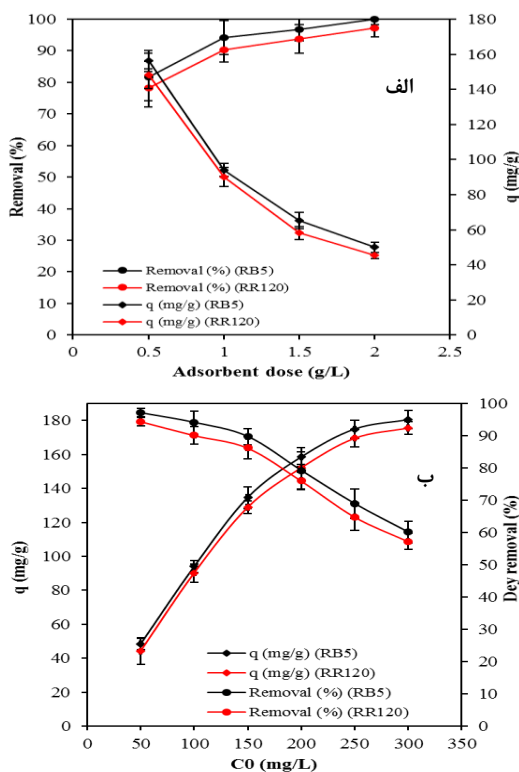 100
90
80
70
60
50
40
30
20
10
0
Removal (%)
180
160
140
120
100
80
60
40
20
0
q (mg/g)
الف
Removal (%) (RB5)
Removal (%) (RR120)
q (mg/g) (RB5)
q (mg/g) (RR120)
0 0.5 1 1.5 2 2.5
Adsorbent dose (g/L)
180
160
140
120
100
80
60
40
20
0
q (mg/g)
100
90
80
70
60
50
40
30
20
10
0
Dey removal (%)
ب
q (mg/g) (RB5)
q (mg/g) (RR120)
Removal (%) (RB5)
Removal (%) (RR120)
0 50 100 150 200 250 300 350
C0 (mg/L)